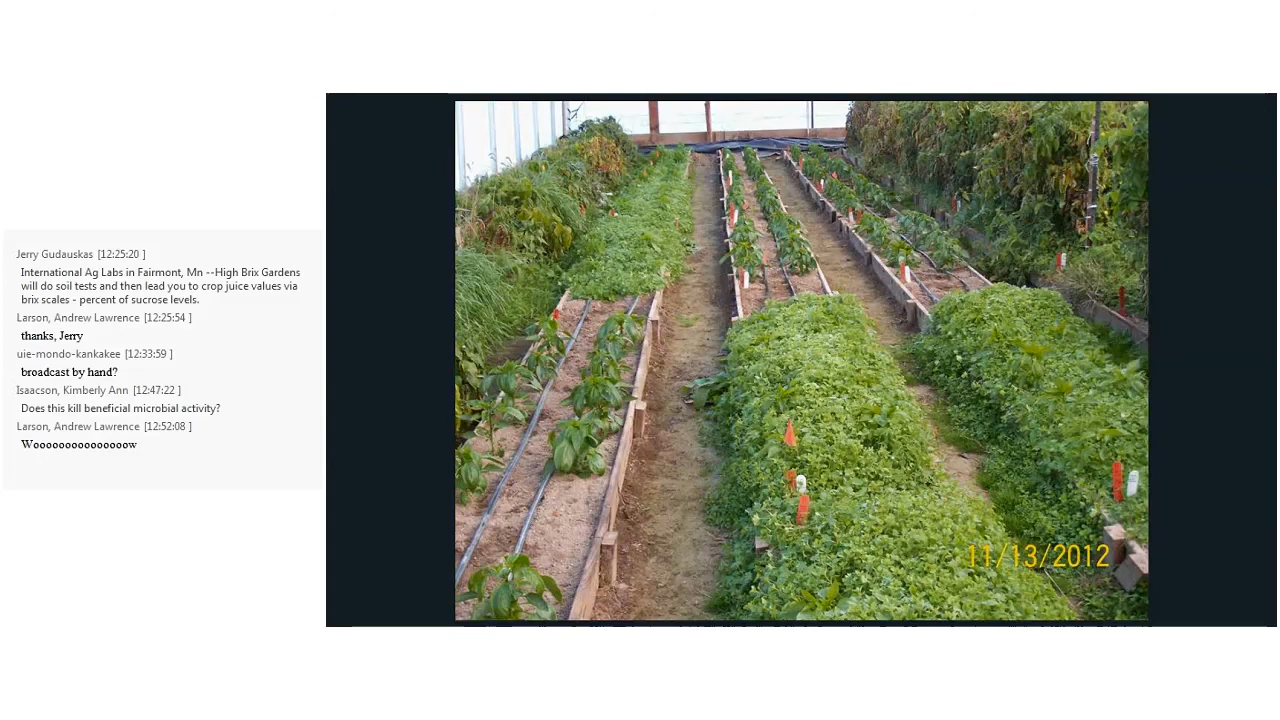 Jerry Gudauskas [12:25:20 ]
International Ag Labs in Fairmont, Mn --High Brix Gardens
will do soil tests and then lead you to crop juice values via
brix scales - percent of sucrose levels.
Larson, Andrew Lawrence [12:25:54 ]
thanks, Jerry
uie-mondo-kankakee [12:33:59 ]
broadcast by hand?
Isaacson, Kimberly Ann [12:47:22 ]
Does this kill beneficial microbial activity?
Larson, Andrew Lawrence [12:52:08 ]
Wooooooooooooooow
11/13/2012